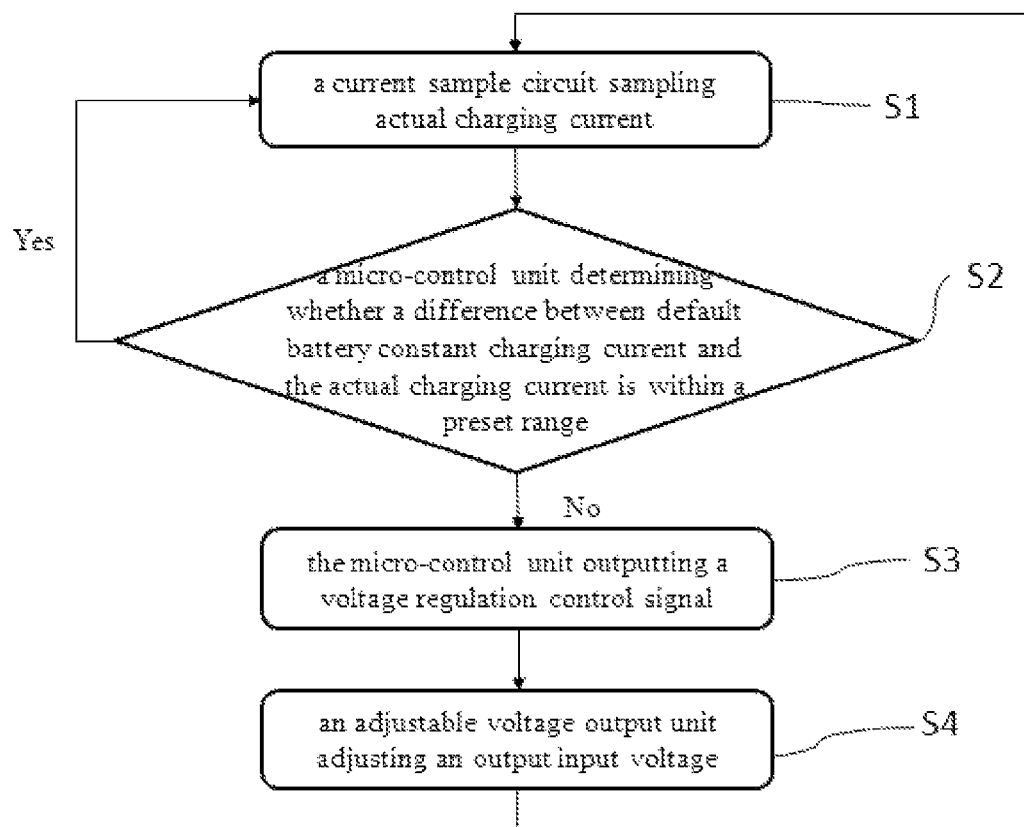 a current sample circuit sampling
actual charging current
S1
Yes
a micro-control unit determining
whether a difference between default
battery constant charging current and
the actual charging current is within a
preset range
S2
No
the micro-control unit outputting a
voltage regulation control signal
S3
an adjustable voltage output unit
adjusting an output input voltage
S4